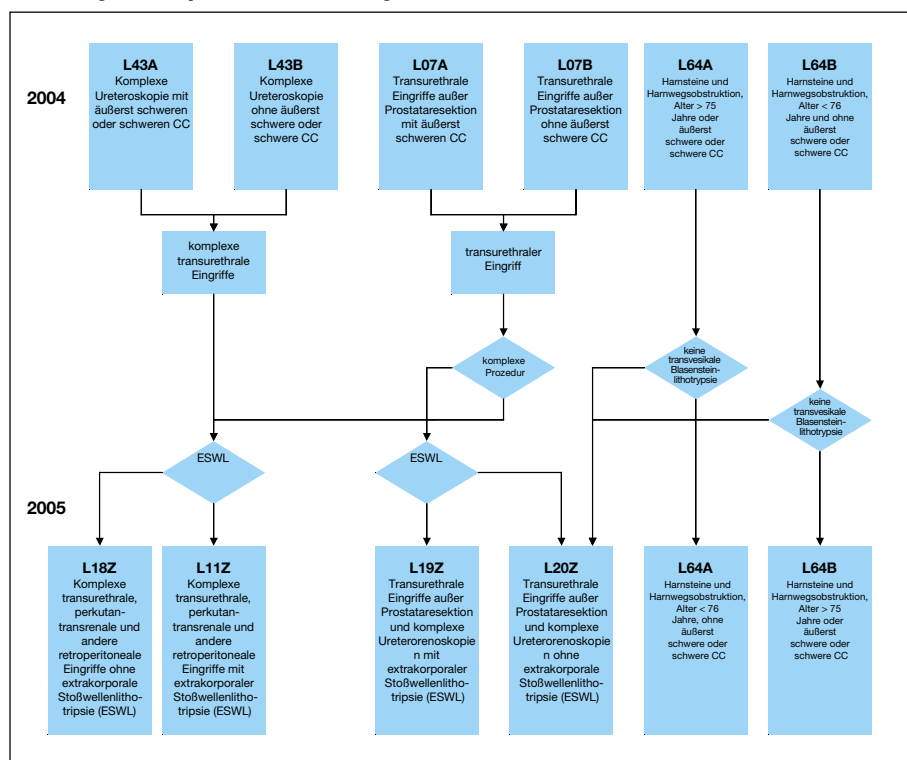 2004
L43A
Komplexe
Ureteroskopie mit
äußerst schweren
oder schweren CC
L43B
Komplexe
Ureteroskopie
ohne äußerst
schwere oder
schwere CC
L07A
Transurethrale
Eingriffe außer
Prostataresektion
mit äußerst
schweren CC
L07B
Transurethrale
Eingriffe außer
Prostataresektion
ohne äußerst
schwere CC
L64A
Harnsteine und
Harnwegsobstruktion,
Alter > 75
Jahre oder
äußerst
schwere oder
schwere CC
L64B
Harnsteine und
Harnwegsobstruktion,
Alter < 76
Jahre und ohne
äußerst
schwere oder
schwere CC
komplexe
transurethrale
Eingriffe
transurethraler
Eingriff
komplexe
Prozedur
keine
transvesikale
Blasenstein-
lithotrypsie
keine
transvesikale
Blasenstein-
lithotrypsie
ESWL
ESWL
2005
L18Z
Komplexe
transurethrale,
perkutan-
transrenale und
andere
retroperitoneale
Eingriffe ohne
extrakorporale
Stoßwellenlitho-
tripsie (ESWL)
L11Z
Komplexe
transurethrale,
perkutan-
transrenale und
andere
retroperitoneale
Eingriffe mit
extrakorporaler
Stoßwellenlitho-
tripsie (ESWL)
L19Z
Transurethrale
Eingriffe außer
Prostataresektion
und komplexe
Ureterorenoskopie
n mit
extrakorporaler
Stoßwellenlitho-
tripsie (ESWL)
L20Z
Transurethrale
Eingriffe außer
Prostataresektion
und komplexe
Ureterorenoskopie
n ohne
extrakorporale
Stoßwellenlitho-
tripsie (ESWL)
L64A
Harnsteine und
Harnwegsobstruktion,
Alter < 76
Jahre, ohne
äußerst
schwere oder
schwere CC
L64B
Harnsteine und
Harnwegsobstruktion,
Alter > 75
Jahre oder
äußerst
schwere oder
schwere CC